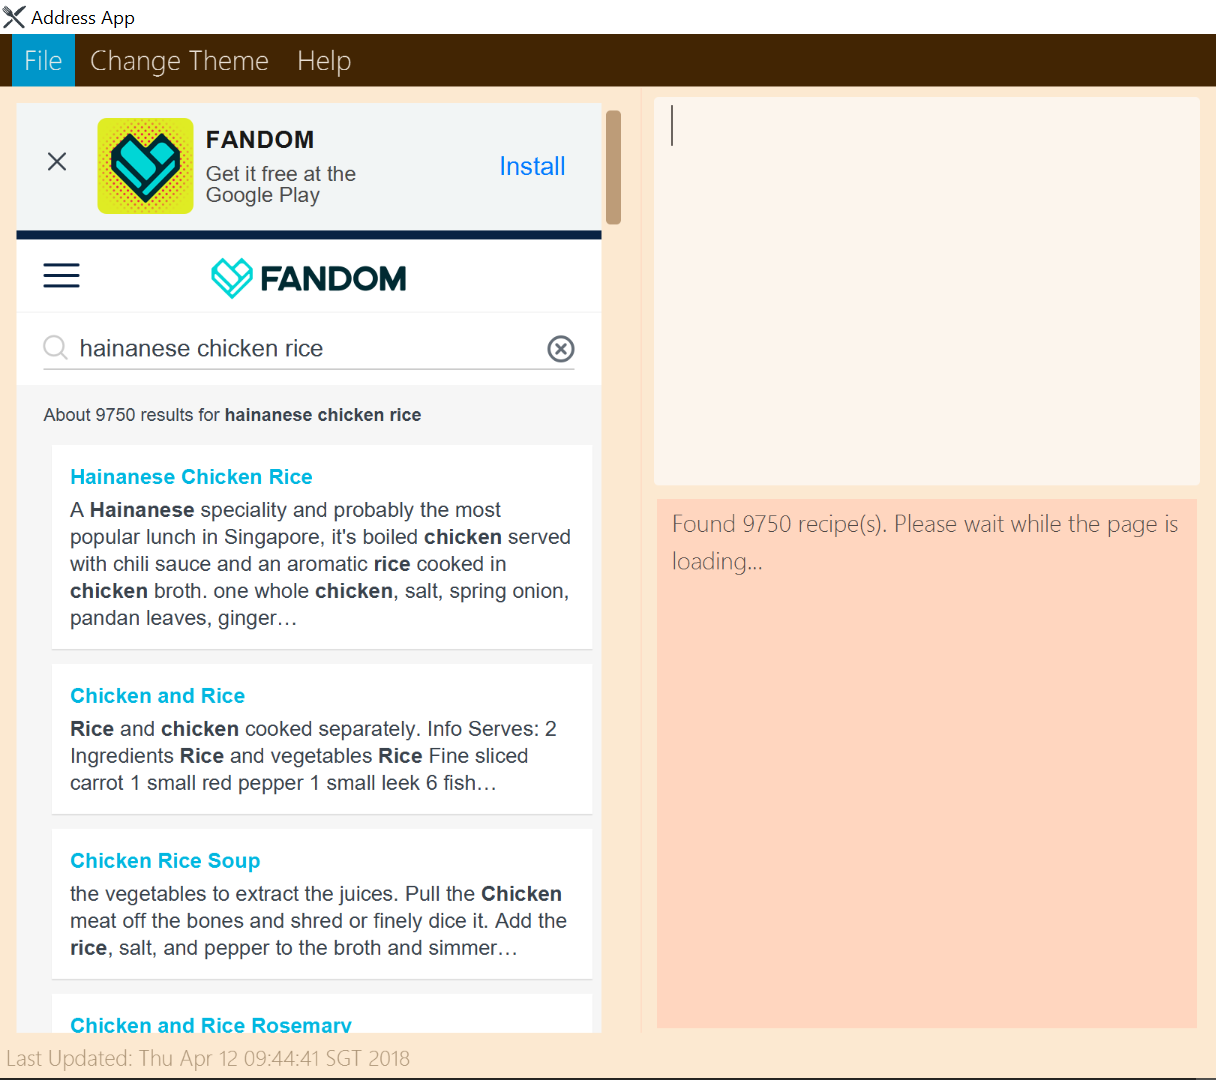 Address App
File Change Theme Help
FANDOM
Get it free at the
Google Play
Install
FANDOM
hainanese chicken rice
About 9750 results for hainanese chicken rice
Hainanese Chicken Rice
A Hainanese speciality and probably the most
popular lunch in Singapore, it's boiled chicken served
with chili sauce and an aromatic rice cooked in
chicken broth. one whole chicken, salt, spring onion,
pandan leaves, ginger…
Chicken and Rice
Rice and chicken cooked separately. Info Serves: 2
Ingredients Rice and vegetables Rice Fine sliced
carrot 1 small red pepper 1 small leek 6 fish…
Chicken Rice Soup
the vegetables to extract the juices. Pull the Chicken
meat off the bones and shred or finely dice it. Add the
rice, salt, and pepper to the broth and simmer…
Chicken and Rice Rosemary
Found 9750 recipe(s). Please wait while the page is
loading...
Last Updated: Thu Apr 12 09:44:41 SGT 2018